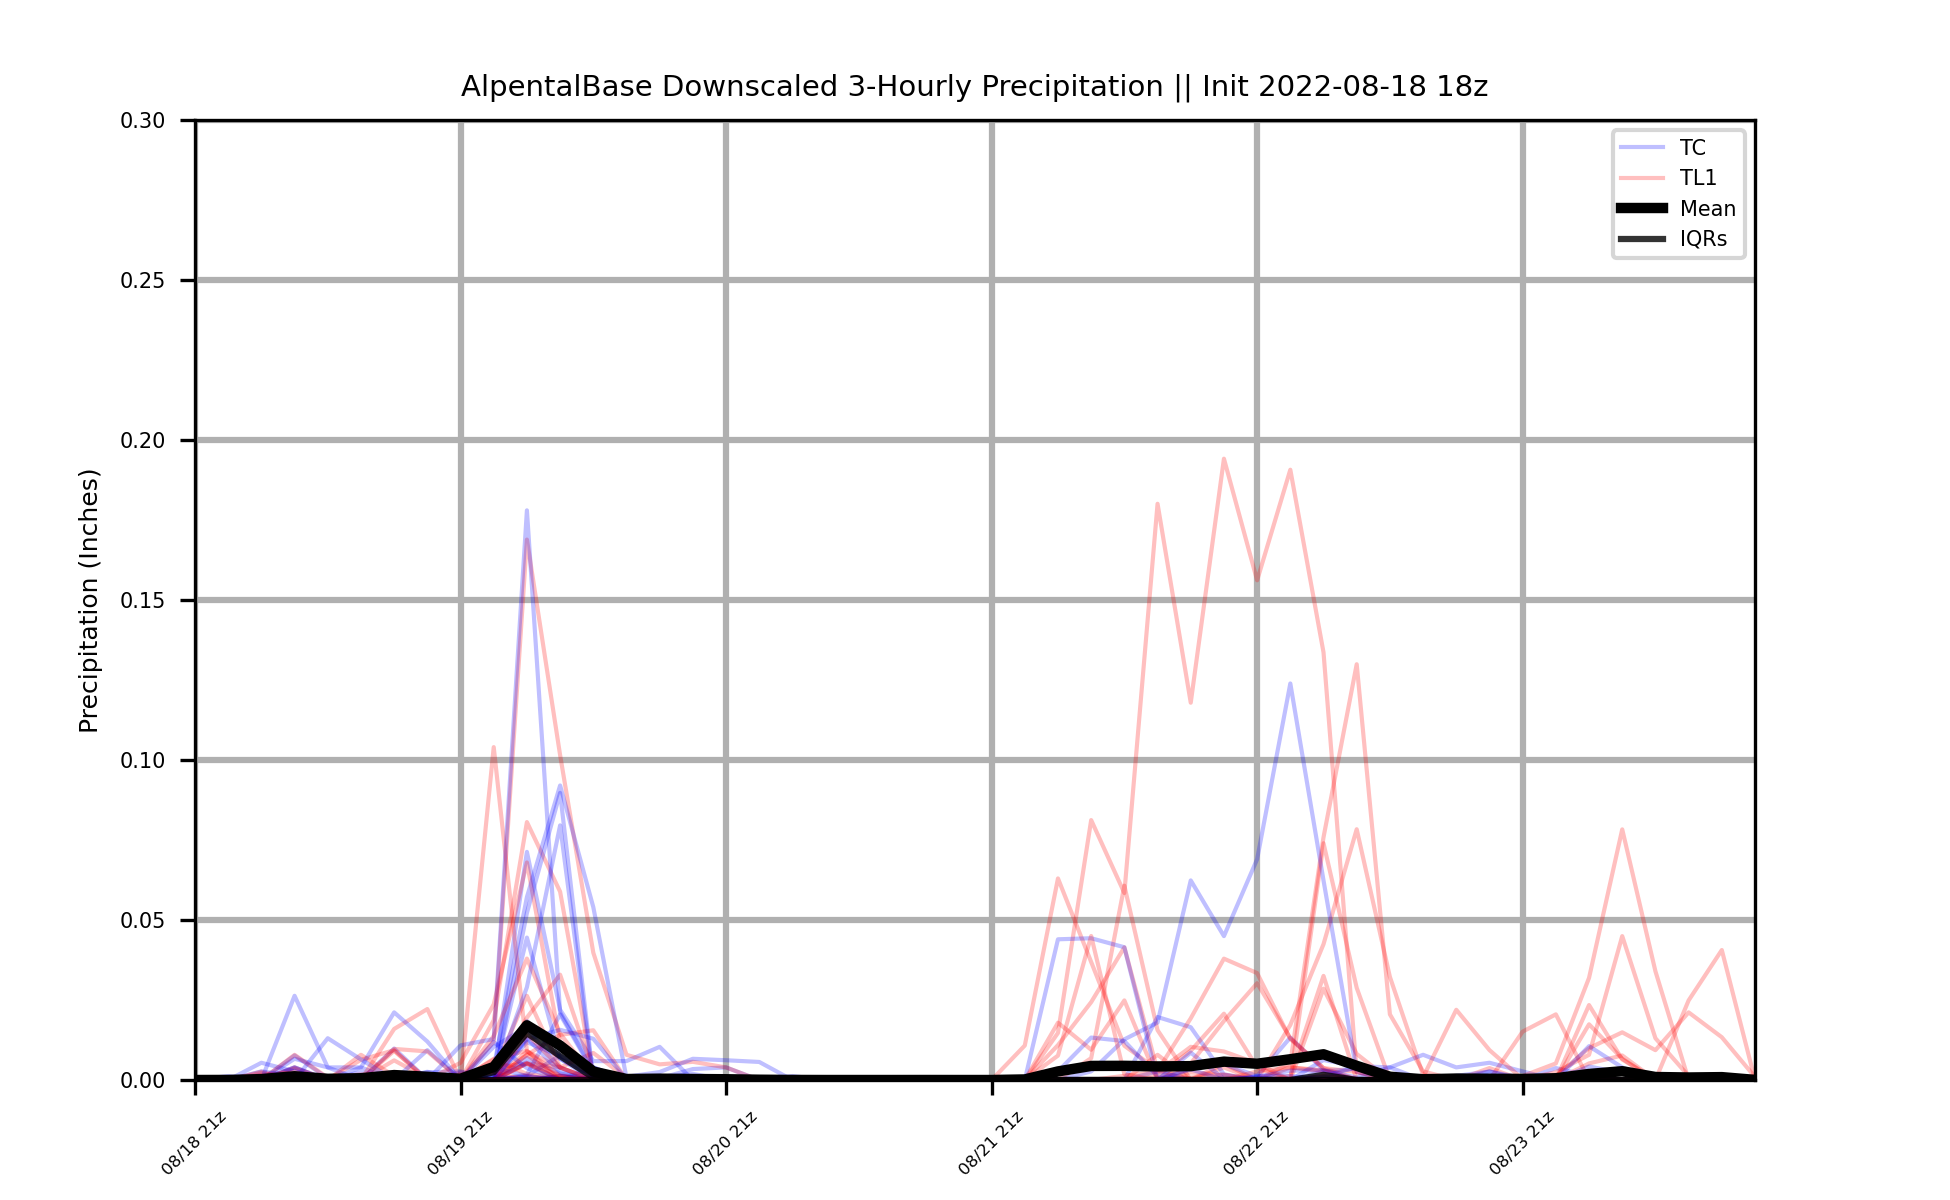 AlpentalBase Downscaled 3-Hourly Precipitation || Init 2022-08-18 18z
Precipitation (Inches)
0.30
0.25
0.20
0.15
0.10
0.05
0.00
TC
TL1
Mean
IQRs
08/18 21z
08/19 21z
08/20 21z
08/21 21z
08/22 21z
08/23 21z